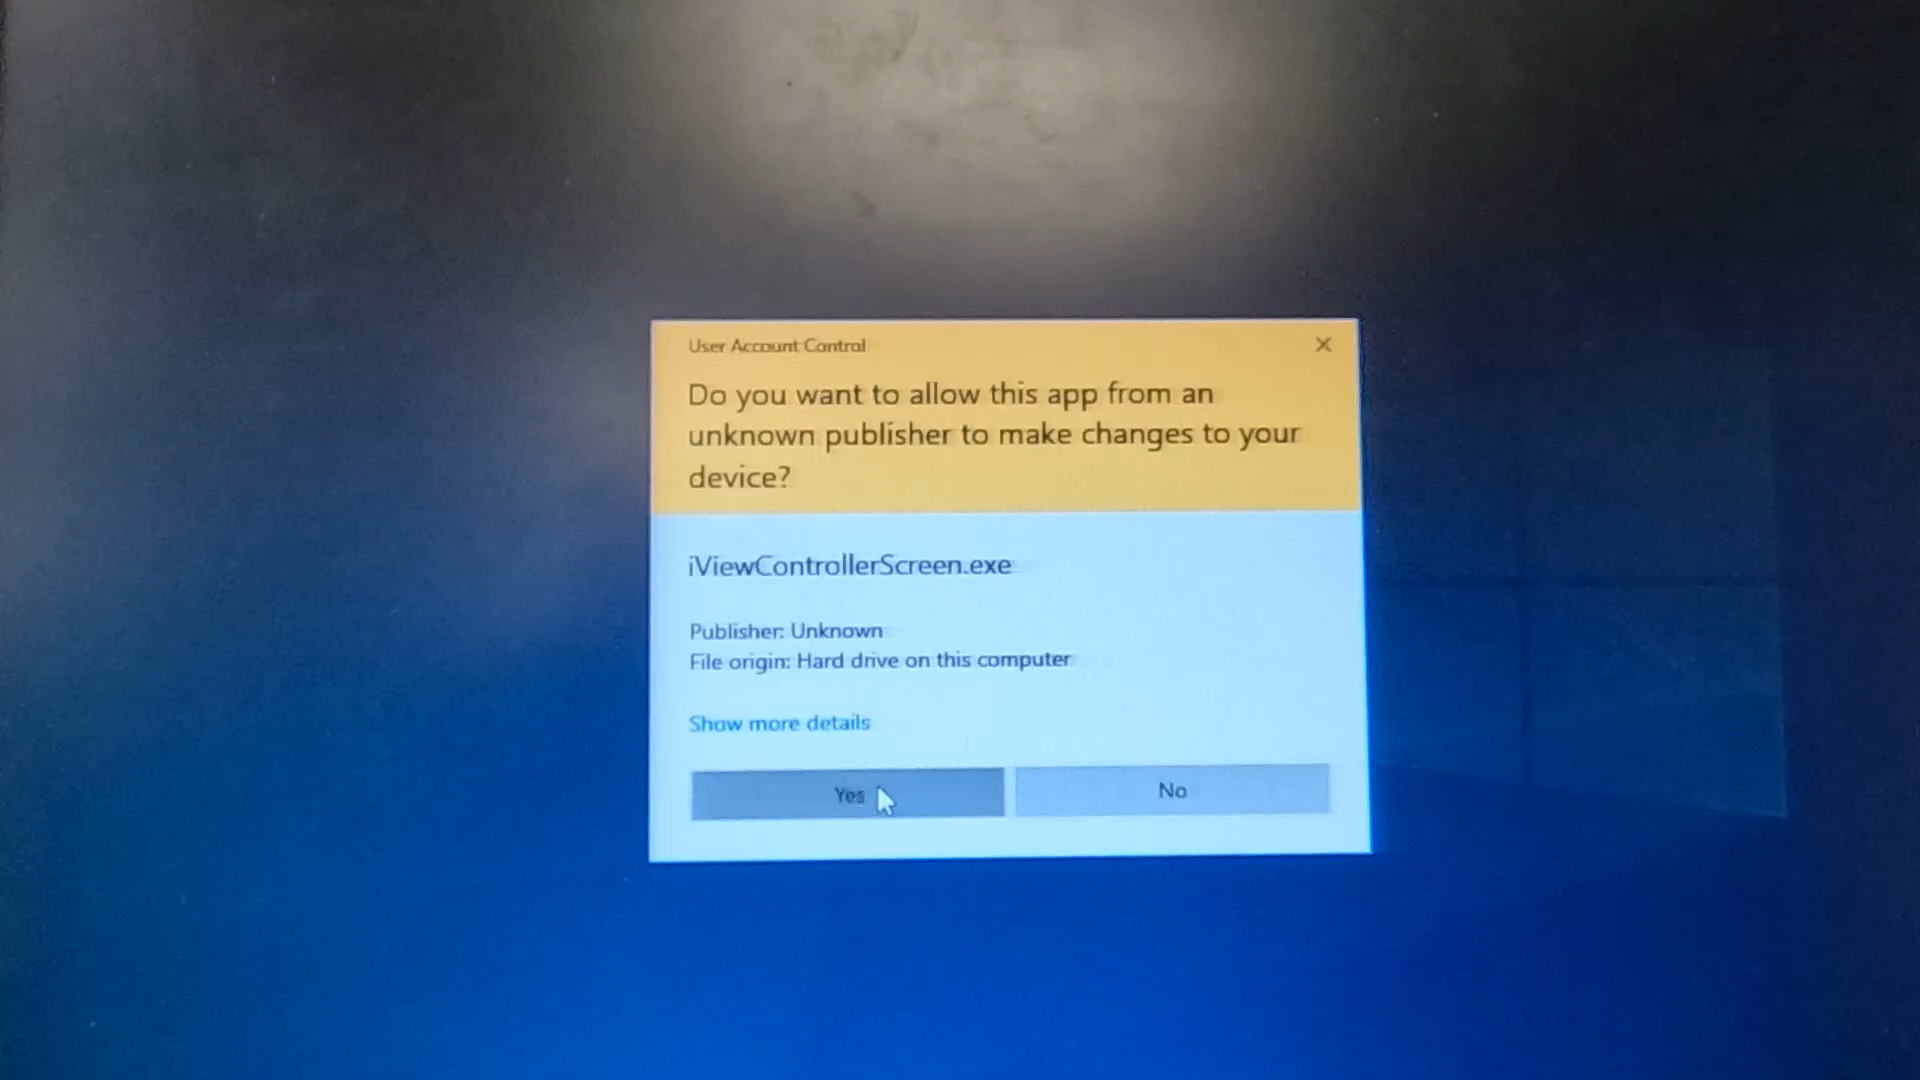 User Account Control
Do you want to allow this app from an
unknown publisher to make changes to your
device?
iViewControllerScreen.exe
Publisher: Unknown
File origin: Hard drive on this computer
Show more details
Yes
No